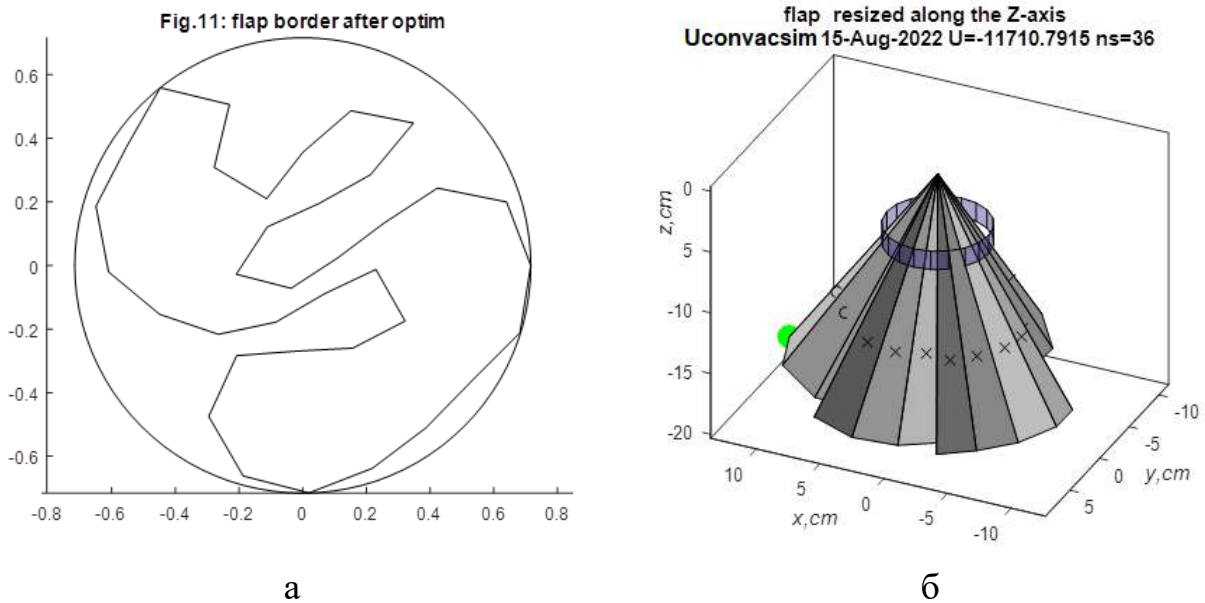 Fig.11: flap border after optim
0.6
0.4
0.2
0
-0.2
-0.4
-0.6
-0.8 -0.6 -0.4 -0.2 0 0.2 0.4 0.6 0.8
а
flap resized along the Z-axis
Uconvacsim 15-Aug-2022 U=-11710.7915 ns=36
z,cm
0
-5
-10
-15
-20
10 5 0 -5 -10
x,cm
-10
-5
0
5
y,cm
б